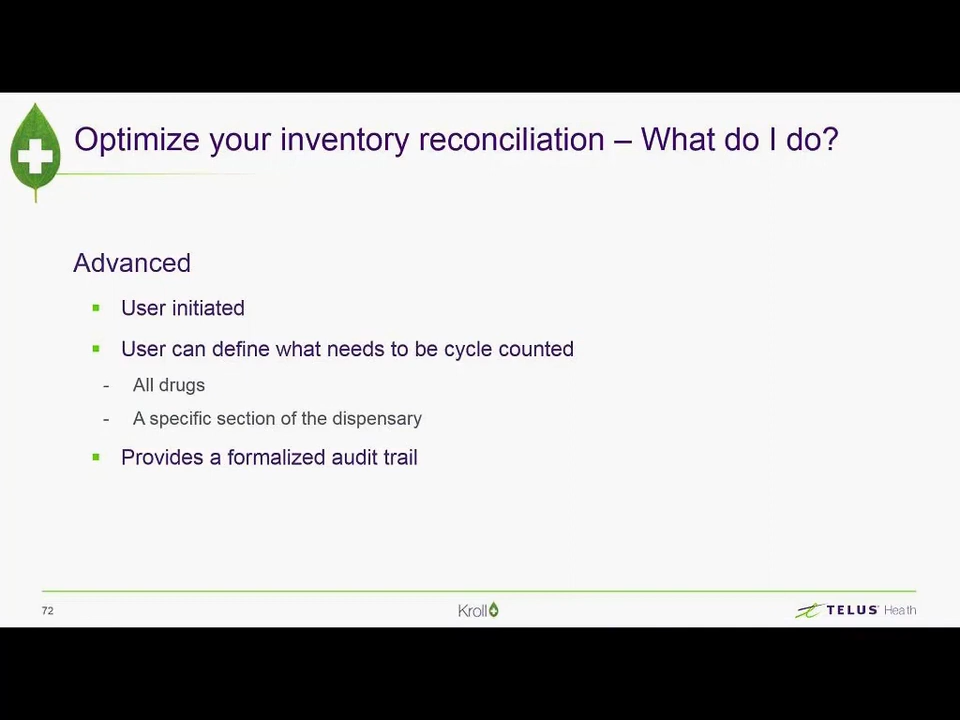 Optimize your inventory reconciliation – What do I do?
Advanced
▪ User initiated
▪ User can define what needs to be cycle counted
- All drugs
- A specific section of the dispensary
▪ Provides a formalized audit trail
72
Kroll
TELUS Health